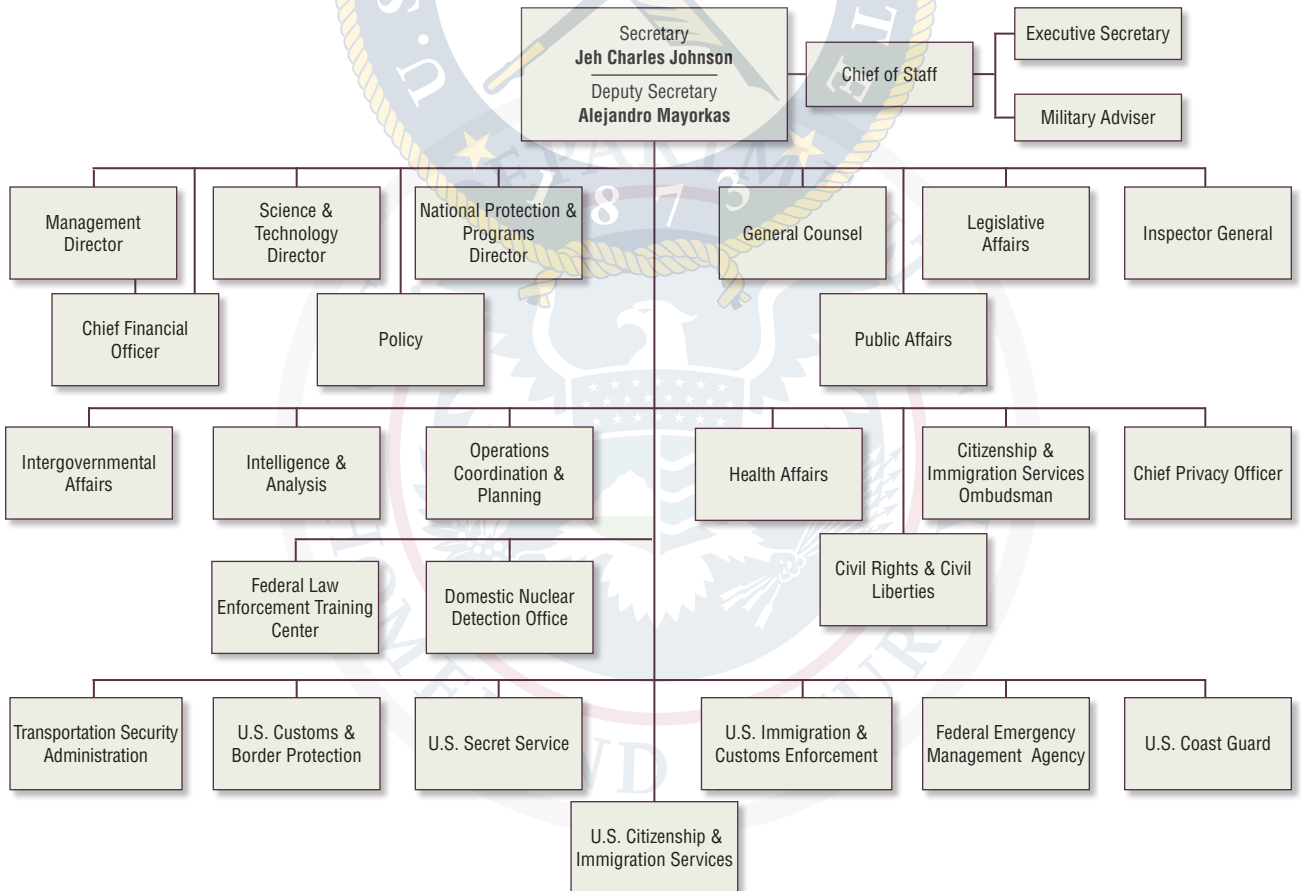 Secretary
Jeh Charles Johnson
Deputy Secretary
Alejandro Mayorkas
Chief of Staff
Executive Secretary
Military Adviser
Management
Director
Science &
Technology
Director
National Protection &
Programs
Director
General Counsel
Legislative
Affairs
Inspector General
Chief Financial
Officer
Policy
Public Affairs
Intergovernmental
Affairs
Intelligence &
Analysis
Operations
Coordination &
Planning
Health Affairs
Citizenship &
Immigration Services
Ombudsman
Chief Privacy Officer
Federal Law
Enforcement Training
Center
Domestic Nuclear
Detection Office
Civil Rights & Civil
Liberties
Transportation Security
Administration
U.S. Customs &
Border Protection
U.S. Secret Service
U.S. Immigration &
Customs Enforcement
Federal Emergency
Management Agency
U.S. Coast Guard
U.S. Citizenship &
Immigration Services
1873